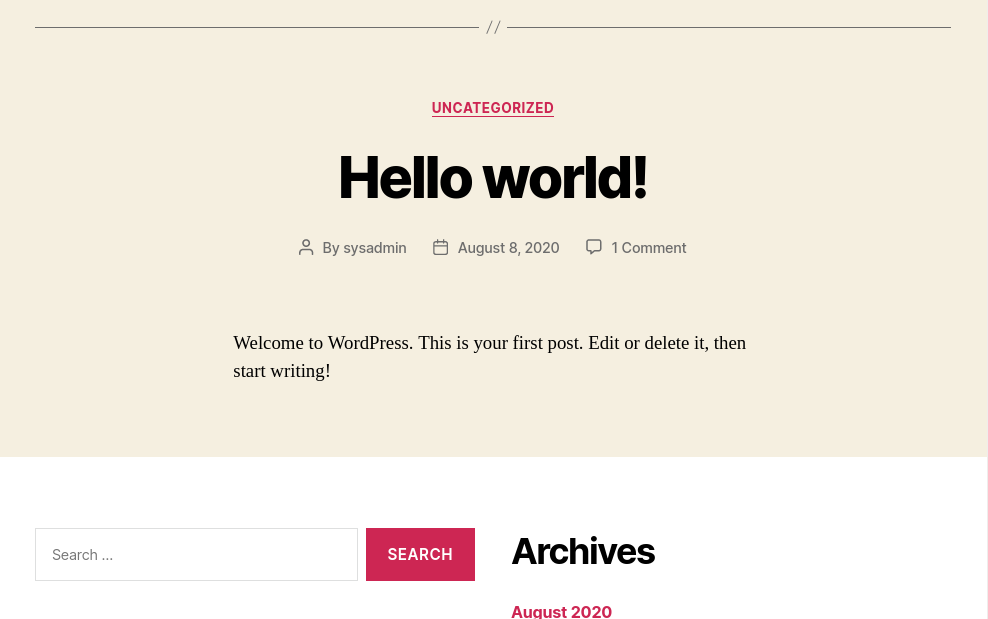 //
UNCATEGORIZED
Hello world!
By sysadmin August 8, 2020 1 Comment
Welcome to WordPress. This is your first post. Edit or delete it, then
start writing!
Search …
SEARCH
Archives
August 2020